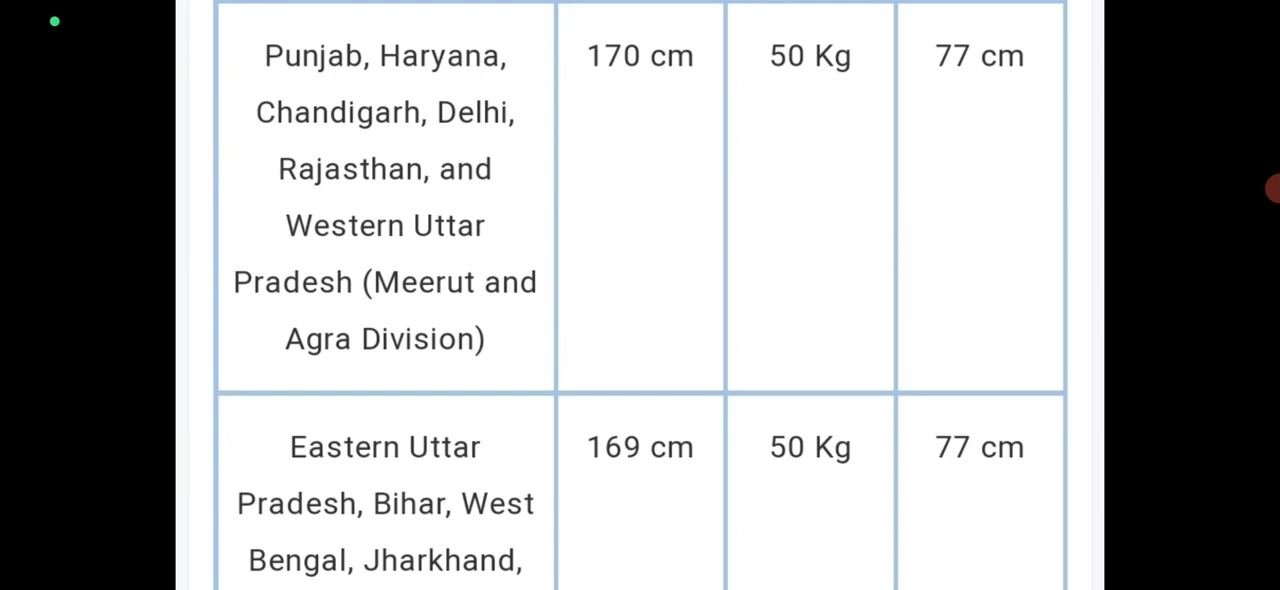 Punjab, Haryana, 170 cm 50 Kg 77 cm
Chandigarh, Delhi,
Rajasthan, and
Western Uttar
Pradesh (Meerut and
Agra Division)
Eastern Uttar 169 cm 50 Kg 77 cm
Pradesh, Bihar, West
Bengal, Jharkhand,